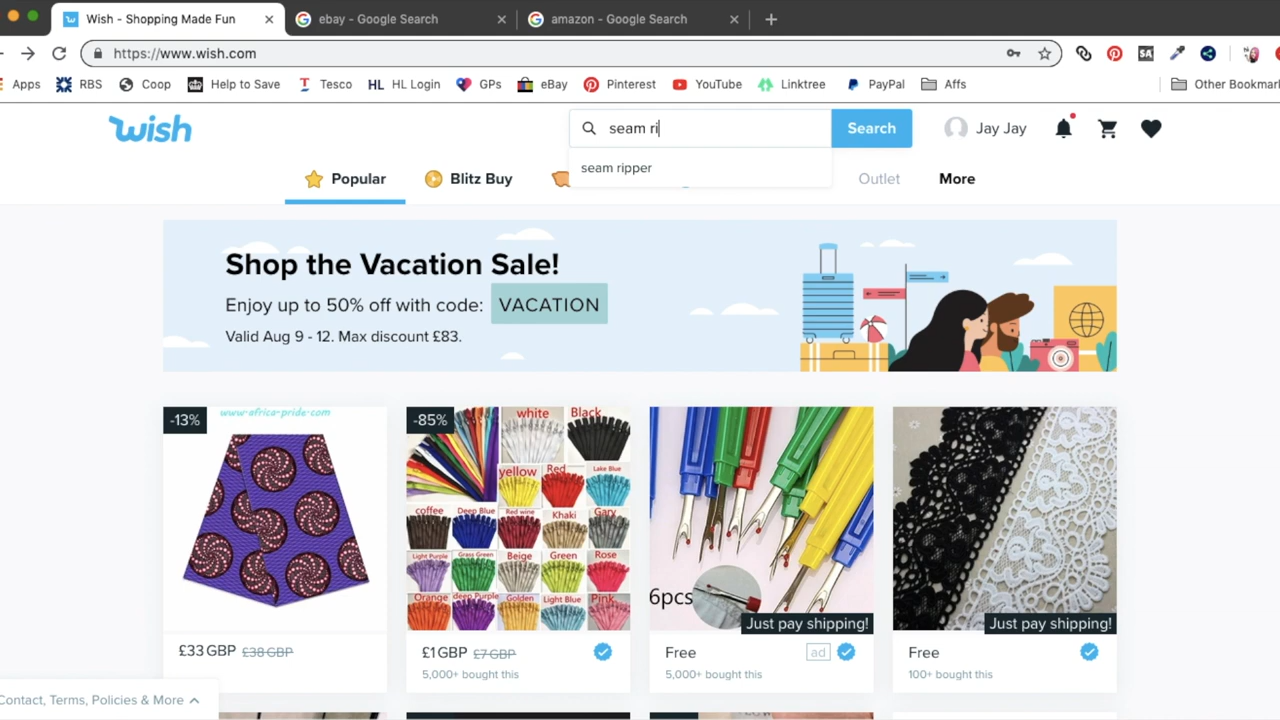 Wish - Shopping Made Fun
ebay - Google Search
amazon - Google Search
https://www.wish.com
Apps RBS Coop Help to Save Tesco HL HL Login GPs eBay Pinterest YouTube Linktree PayPal Affs Other Bookmark
wish
seam ri
Search
Jay Jay
seam ripper
Popular
Blitz Buy
Outlet
More
Shop the Vacation Sale!
Enjoy up to 50% off with code: VACATION
Valid Aug 9 - 12. Max discount £83.
-13%
www·africa-pride·com
£33 GBP £38 GBP
-85%
white Black
yellow Red Lake Blue
coffee Deep Blue Red wine Khaki Gary
Light Purple Grass Green Beige Green Rose
Orange deep Purple Golden Light Blue Pink
£1 GBP £7 GBP
5,000+ bought this
6pcs
Just pay shipping!
Free ad
5,000+ bought this
Just pay shipping!
Free
100+ bought this
Contact, Terms, Policies & More